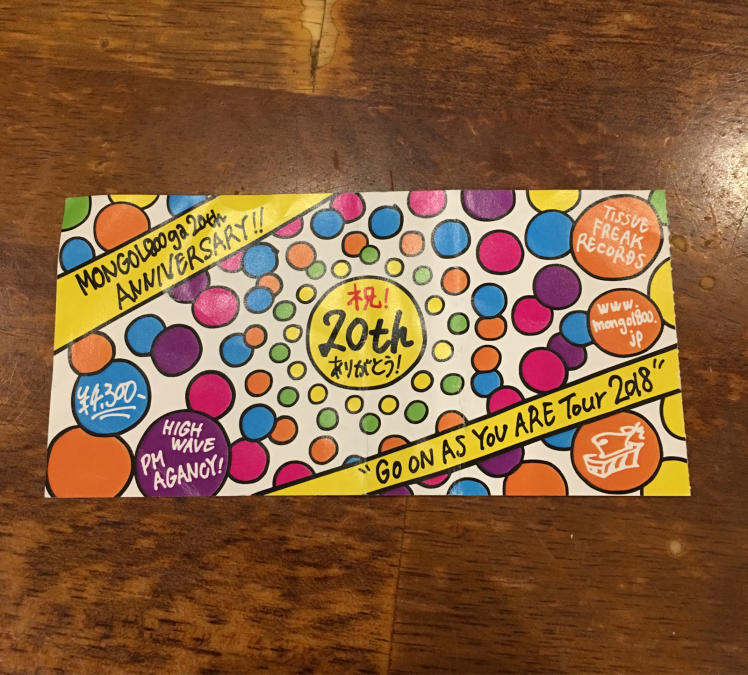 MONGOL800 ga 20th
ANNIVERSARY!!
TISSUE
FREAK
RECORDS
祝!
20th
ありがとう!
www.
mongol800.
jp
¥4,300-
HIGH
WAVE
PM
AGANCY!
"GO ON AS YOU ARE Tour 2018"